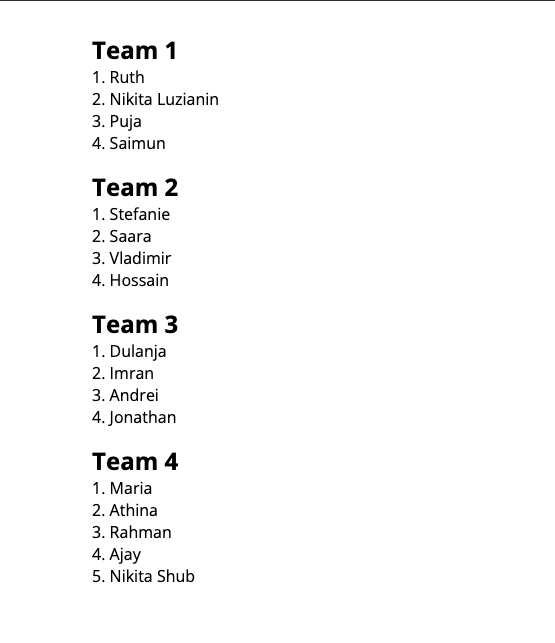 Team 1
1. Ruth
2. Nikita Luzianin
3. Puja
4. Saimun
Team 2
1. Stefanie
2. Saara
3. Vladimir
4. Hossain
Team 3
1. Dulanja
2. Imran
3. Andrei
4. Jonathan
Team 4
1. Maria
2. Athina
3. Rahman
4. Ajay
5. Nikita Shub